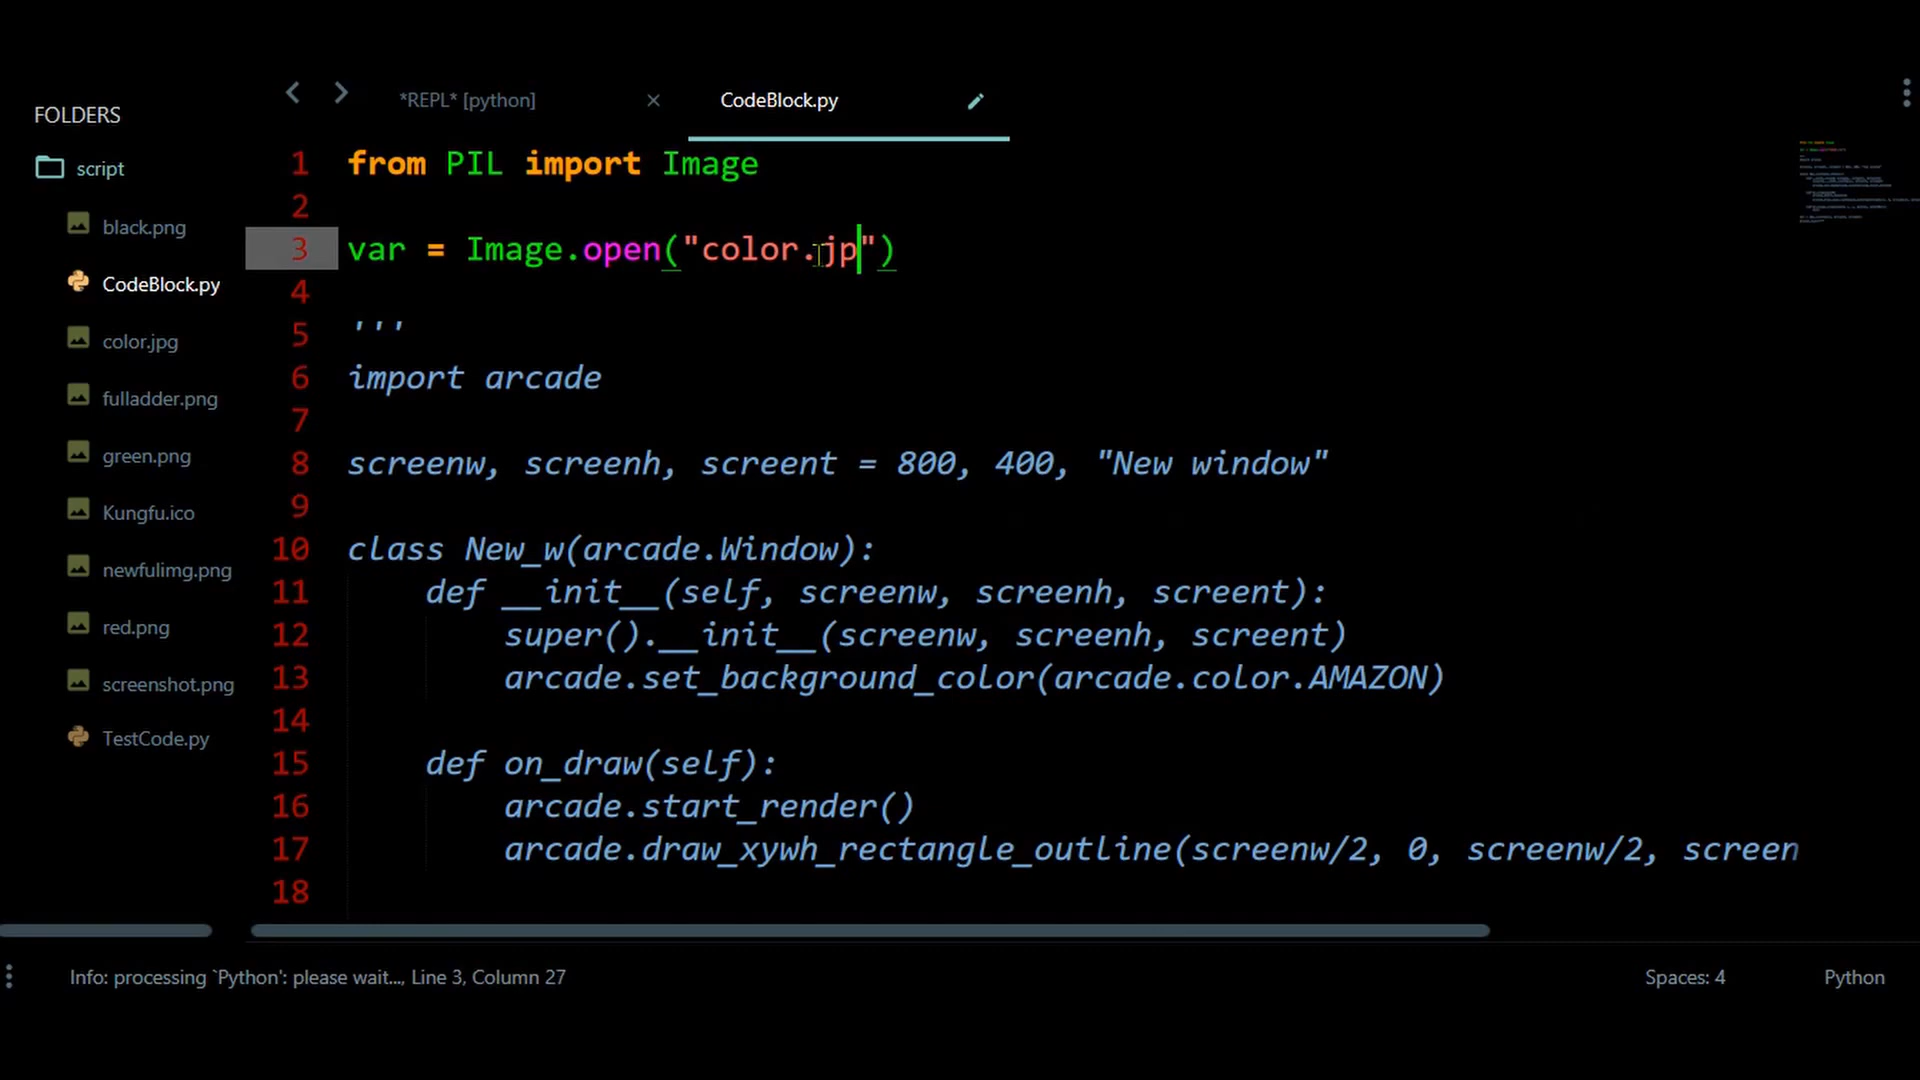 FOLDERS
script
black.png
CodeBlock.py
color.jpg
fulladder.png
green.png
Kungfu.ico
newfulimg.png
red.png
screenshot.png
TestCode.py
*REPL* [python]
CodeBlock.py
1 from PIL import Image
2
3 var = Image.open("color.jp")
4
5 '''
6 import arcade
7
8 screenw, screenh, screent = 800, 400, "New window"
9
10 class New_w(arcade.Window):
11 def __init__(self, screenw, screenh, screent):
12 super().__init__(screenw, screenh, screent)
13 arcade.set_background_color(arcade.color.AMAZON)
14
15 def on_draw(self):
16 arcade.start_render()
17 arcade.draw_xywh_rectangle_outline(screenw/2, 0, screenw/2, screen
18
Info: processing `Python': please wait..., Line 3, Column 27
Spaces: 4
Python